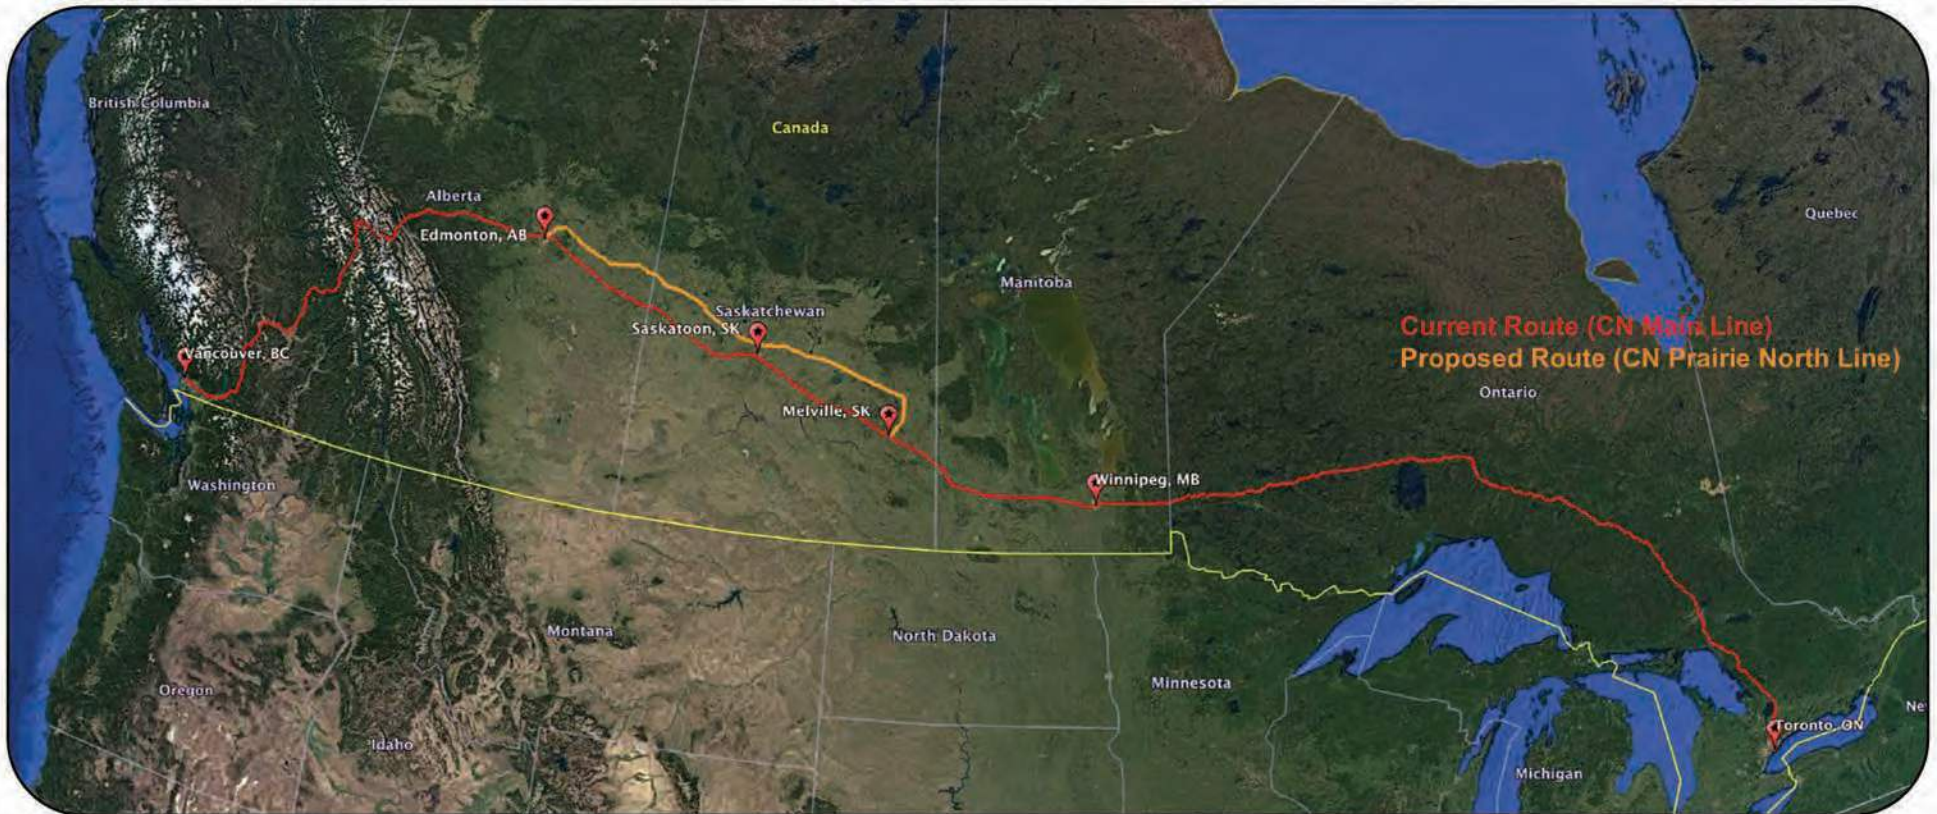 British Columbia
Canada
Alberta
Quebec
Edmonton, AB
Manitoba
Saskatchewan
Saskatoon, SK
Current Route (CN Main Line)
Vancouver, BC
Proposed Route (CN Prairie North Line)
Ontario
Melville, SK
Winnipeg, MB
Washington
Montana
North Dakota
Minnesota
Oregon
Ne
Toronto, ON
Idaho
Michigan